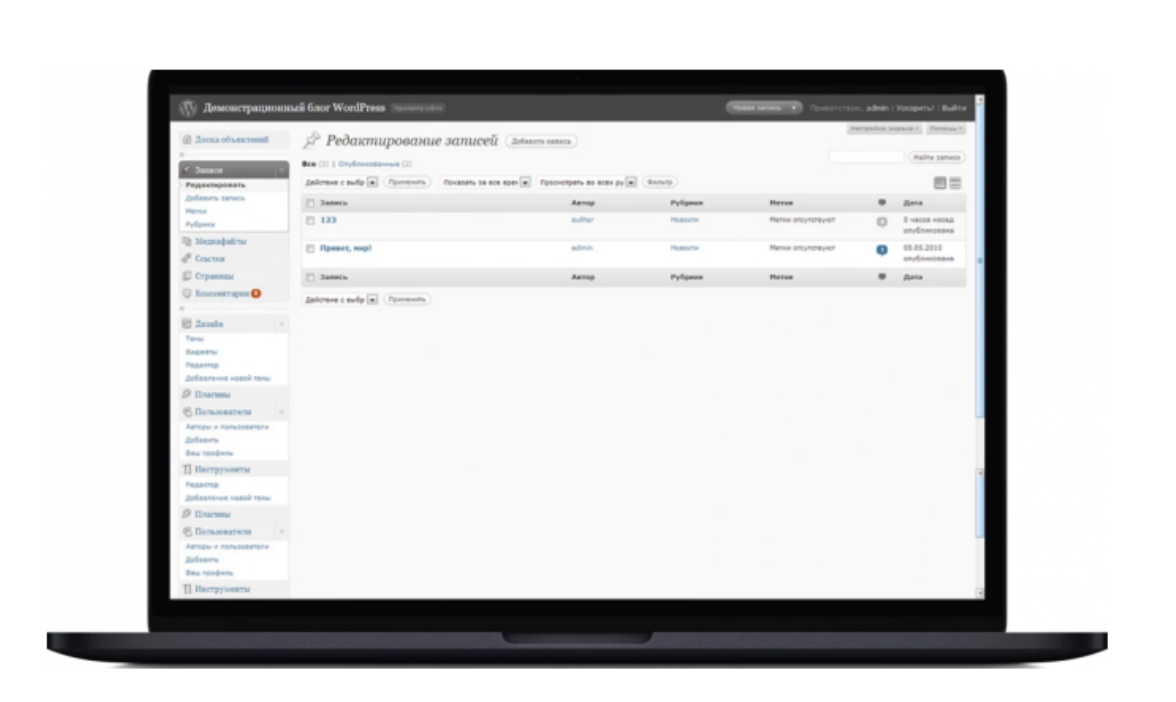 Демонстрационный блог WordPress Просмотр сайта
Новая запись Приветствую, admin | Ускорить! | Выйти
Настройки экрана Помощь
Доска объявлений
Редактирование записей Добавить запись
Все (2) | Опубликованные (2)
Найти записи
Записи
Редактировать
Добавить запись
Метки
Рубрики
Действие с выбр Применить Показать за все врем Просмотреть во всех ру Фильтр
Запись Автор Рубрики Метки Дата
123 author Новости Метки отсутствуют 5 часов назад
опубликована
Привет, мир! admin Новости Метки отсутствуют 1 05.05.2010
опубликована
Запись Автор Рубрики Метки Дата
Действие с выбр Применить
Медиафайлы
Ссылки
Страницы
Комментарии
Дизайн
Темы
Виджеты
Редактор
Добавление новой темы
Плагины
Пользователи
Авторы и пользователи
Добавить
Ваш профиль
Инструменты
Редактор
Добавление новой темы
Плагины
Пользователи
Авторы и пользователи
Добавить
Ваш профиль
Инструменты